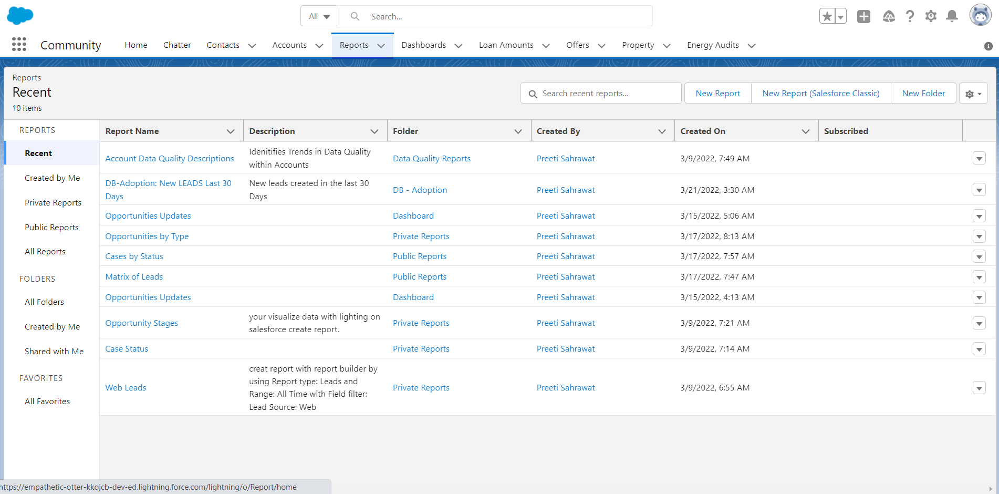 All
Search...
Community
Home
Chatter
Contacts
Accounts
Reports
Dashboards
Loan Amounts
Offers
Property
Energy Audits
Reports
Recent
10 items
Search recent reports...
New Report
New Report (Salesforce Classic)
New Folder
REPORTS
Recent
Created by Me
Private Reports
Public Reports
All Reports
FOLDERS
All Folders
Created by Me
Shared with Me
FAVORITES
All Favorites
Report Name Description Folder Created By Created On Subscribed
Account Data Quality Descriptions
Idenitifies Trends in Data Quality
within Accounts
Data Quality Reports
Preeti Sahrawat
3/9/2022, 7:49 AM
DB-Adoption: New LEADS Last 30
Days
New leads created in the last 30
Days
DB - Adoption
Preeti Sahrawat
3/21/2022, 3:30 AM
Opportunities Updates
Dashboard
Preeti Sahrawat
3/15/2022, 5:06 AM
Opportunities by Type
Private Reports
Preeti Sahrawat
3/17/2022, 8:13 AM
Cases by Status
Public Reports
Preeti Sahrawat
3/17/2022, 7:57 AM
Matrix of Leads
Public Reports
Preeti Sahrawat
3/17/2022, 7:47 AM
Opportunities Updates
Dashboard
Preeti Sahrawat
3/15/2022, 4:13 AM
Opportunity Stages
your visualize data with lighting on
salesforce create report.
Private Reports
Preeti Sahrawat
3/9/2022, 7:21 AM
Case Status
Private Reports
Preeti Sahrawat
3/9/2022, 7:14 AM
Web Leads
creat report with report builder by
using Report type: Leads and
Range: All Time with Field filter:
Lead Source: Web
Private Reports
Preeti Sahrawat
3/9/2022, 6:55 AM
https://empathetic-otter-kkojcb-dev-ed.lightning.force.com/lightning/o/Report/home